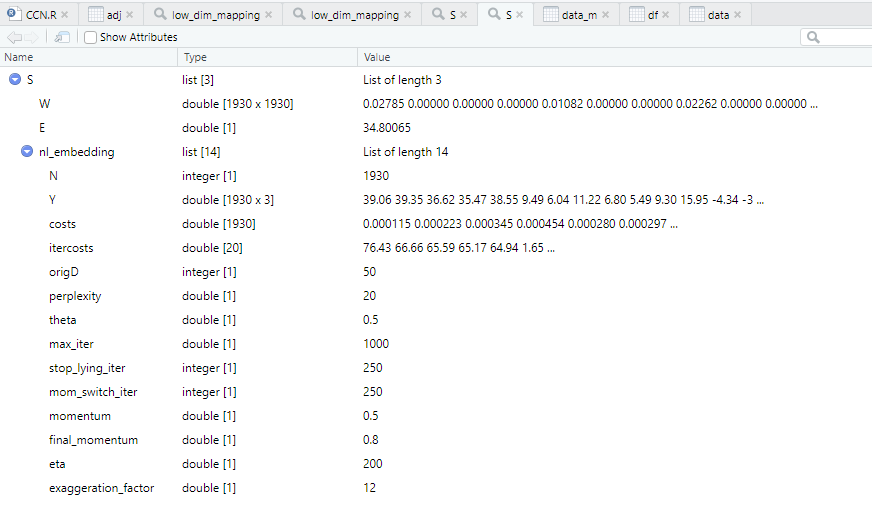 CCN.R adj low_dim_mapping low_dim_mapping S S data_m df data
Show Attributes
Name Type Value
S list [3] List of length 3
W double [1930 x 1930] 0.02785 0.00000 0.00000 0.00000 0.01082 0.00000 0.00000 0.02262 0.00000 0.00000 ...
E double [1] 34.80065
nl_embedding list [14] List of length 14
N integer [1] 1930
Y double [1930 x 3] 39.06 39.35 36.62 35.47 38.55 9.49 6.04 11.22 6.80 5.49 9.30 15.95 -4.34 -3 ...
costs double [1930] 0.000115 0.000223 0.000345 0.000454 0.000280 0.000297 ...
itercosts double [20] 76.43 66.66 65.59 65.17 64.94 1.65 ...
origD integer [1] 50
perplexity double [1] 20
theta double [1] 0.5
max_iter double [1] 1000
stop_lying_iter integer [1] 250
mom_switch_iter integer [1] 250
momentum double [1] 0.5
final_momentum double [1] 0.8
eta double [1] 200
exaggeration_factor double [1] 12